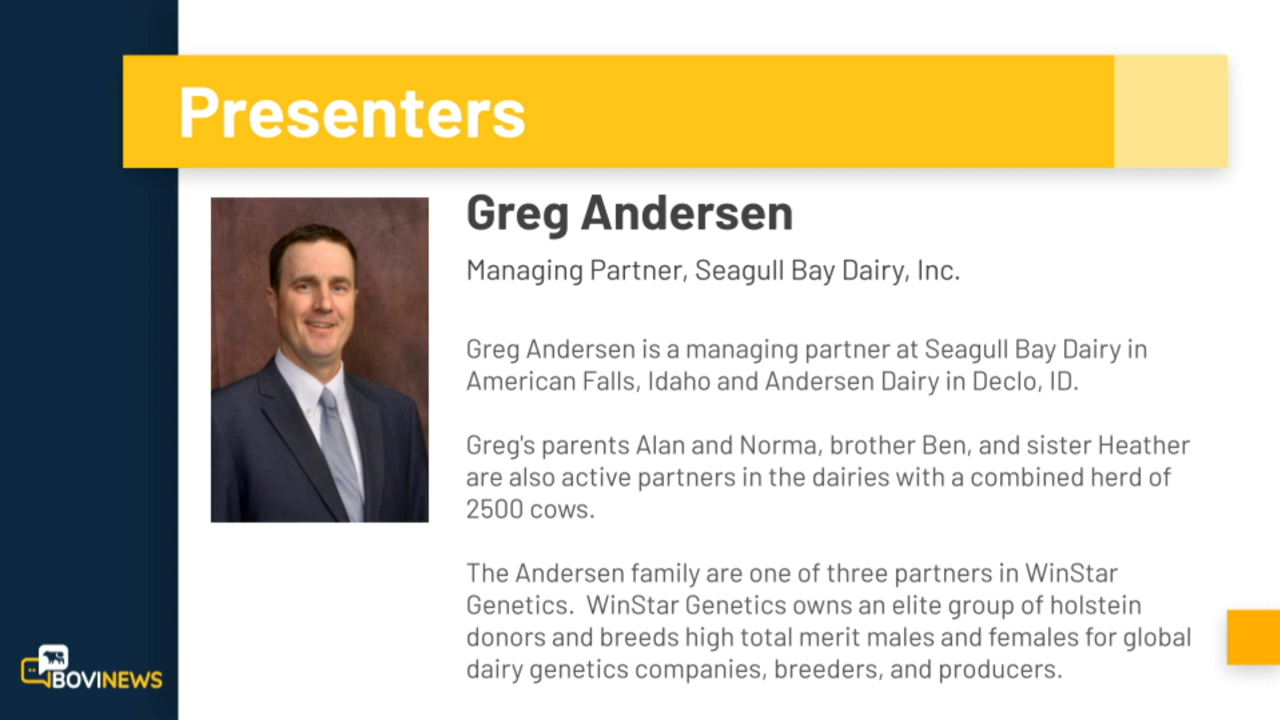 Presenters
Greg Andersen
Managing Partner, Seagull Bay Dairy, Inc.
Greg Andersen is a managing partner at Seagull Bay Dairy in
American Falls, Idaho and Andersen Dairy in Declo, ID.
Greg's parents Alan and Norma, brother Ben, and sister Heather
are also active partners in the dairies with a combined herd of
2500 cows.
The Andersen family are one of three partners in WinStar
Genetics.  WinStar Genetics owns an elite group of holstein
donors and breeds high total merit males and females for global
dairy genetics companies, breeders, and producers.
BOVINEWS